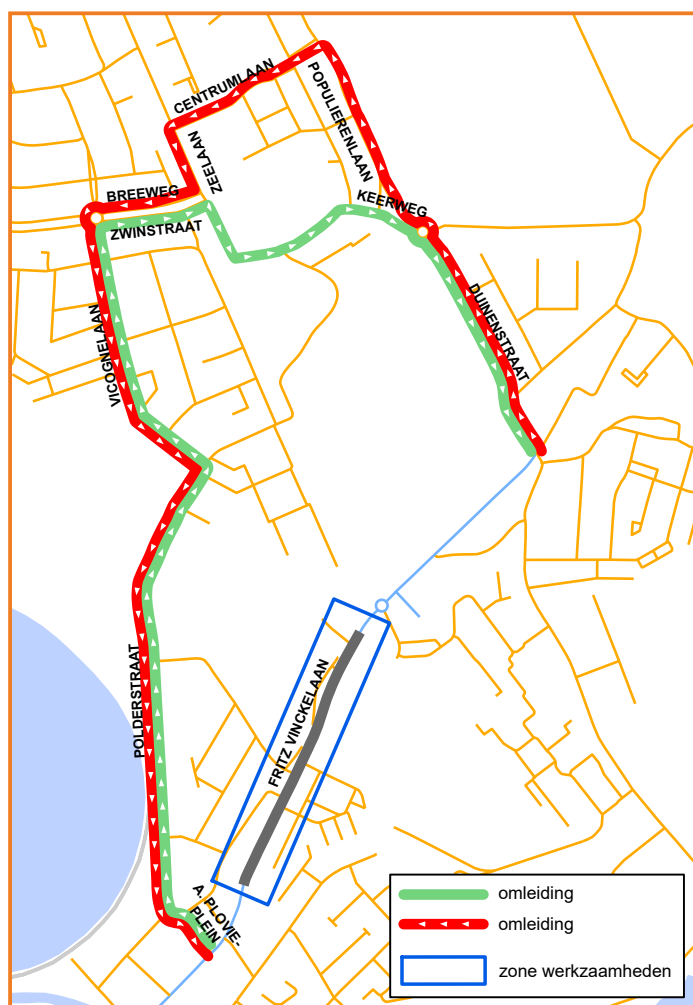 CENTRUMLAAN
POPULIERENLAAN
ZEELAAN
BREEWEG
KEERWEG
ZWINSTRAAT
DUINENSTRAAT
VICOGNELAAN
POLDERSTRAAT
FRITZ VINCKELAAN
A. PLOVIE-
PLEIN
omleiding
omleiding
zone werkzaamheden